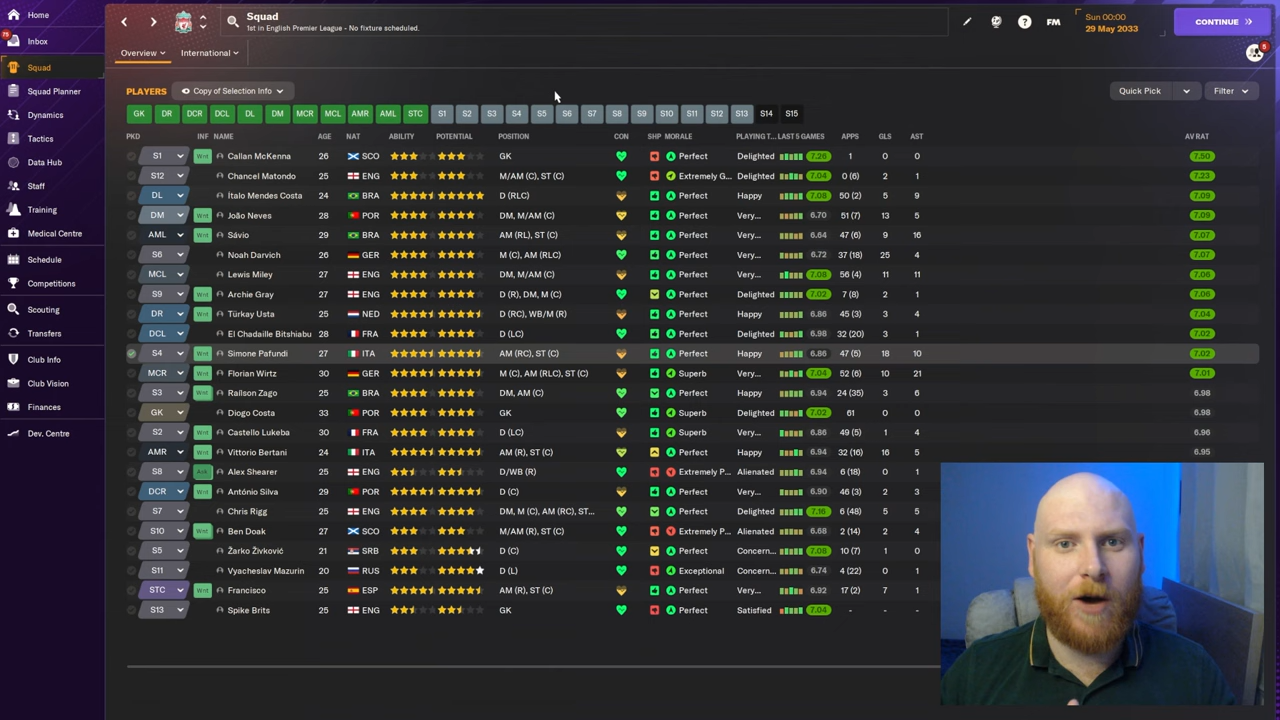 Home
75
Inbox
Squad
Squad Planner
Dynamics
Tactics
Data Hub
Staff
Training
Medical Centre
Schedule
Competitions
Scouting
Transfers
Club Info
Club Vision
Finances
Dev. Centre
Squad
1st in English Premier League - No fixture scheduled.
? FM
Sun 00:00
29 May 2033
CONTINUE
Overview International
5
PLAYERS Copy of Selection Info Quick Pick Filter
GK DR DCR DCL DL DM MCR MCL AMR AML STC S1 S2 S3 S4 S5 S6 S7 S8 S9 S10 S11 S12 S13 S14 S15
PKD INF NAME AGE NAT ABILITY POTENTIAL POSITION CON SHP MORALE PLAYING T... LAST 5 GAMES APPS GLS AST AV RAT
S1 Wnt Callan McKenna 26 SCO GK Perfect Delighted 7.26 1 0 0 7.50
S12 Chancel Matondo 25 ENG M/AM (C), ST (C) Extremely G... Delighted 7.04 0 (6) 2 1 7.23
DL Ítalo Mendes Costa 24 BRA D (RLC) Perfect Happy 7.08 50 (2) 5 9 7.09
DM Wnt João Neves 28 POR DM, M/AM (C) Perfect Very... 6.70 51 (7) 13 5 7.09
AML Wnt Sávio 29 BRA AM (RL), ST (C) Perfect Very... 6.64 47 (6) 9 16 7.07
S6 Noah Darvich 26 GER M (C), AM (RLC) Perfect Very... 6.72 37 (18) 25 4 7.07
MCL Lewis Miley 27 ENG DM, M/AM (C) Perfect Very... 7.08 56 (4) 11 11 7.06
S9 Wnt Archie Gray 27 ENG D (R), DM, M (C) Perfect Delighted 7.02 7 (8) 2 1 7.06
DR Wnt Türkay Usta 25 NED D (RC), WB/M (R) Perfect Happy 6.86 45 (3) 3 4 7.04
DCL El Chadaille Bitshiabu 28 FRA D (LC) Perfect Delighted 6.98 32 (20) 3 1 7.02
S4 Wnt Simone Pafundi 27 ITA AM (RC), ST (C) Perfect Happy 6.86 47 (5) 18 10 7.02
MCR Wnt Florian Wirtz 30 GER M (C), AM (RLC), ST (C) Superb Very... 7.04 52 (6) 10 21 7.01
S3 Wnt Raílson Zago 25 BRA DM, AM (C) Perfect Happy 6.94 24 (35) 3 6 6.98
GK Diogo Costa 33 POR GK Superb Delighted 7.02 61 0 0 6.98
S2 Wnt Castello Lukeba 30 FRA D (LC) Superb Very... 6.86 49 (5) 1 4 6.96
AMR Wnt Vittorio Bertani 24 ITA AM (R), ST (C) Perfect Happy 6.94 32 (16) 16 5 6.95
S8 Ask Alex Shearer 25 ENG D/WB (R) Extremely P... Alienated 6.94 6 (18) 0 1
DCR Wnt António Silva 29 POR D (C) Perfect Very... 6.90 46 (3) 2 3
S7 Chris Rigg 25 ENG DM, M (C), AM (RC), ST... Perfect Delighted 7.16 6 (48) 5 5
S10 Wnt Ben Doak 27 SCO M/AM (R), ST (C) Extremely P... Alienated 6.68 2 (14) 2 4
S5 Žarko Živković 21 SRB D (C) Perfect Concern... 7.08 10 (7) 1 0
S11 Vyacheslav Mazurin 20 RUS D (L) Exceptional Concern... 6.74 4 (22) 0 1
STC Wnt Francisco 25 ESP AM (R), ST (C) Perfect Very... 6.92 17 (2) 7 1
S13 Spike Brits 25 ENG GK Perfect Satisfied 7.04 - - -